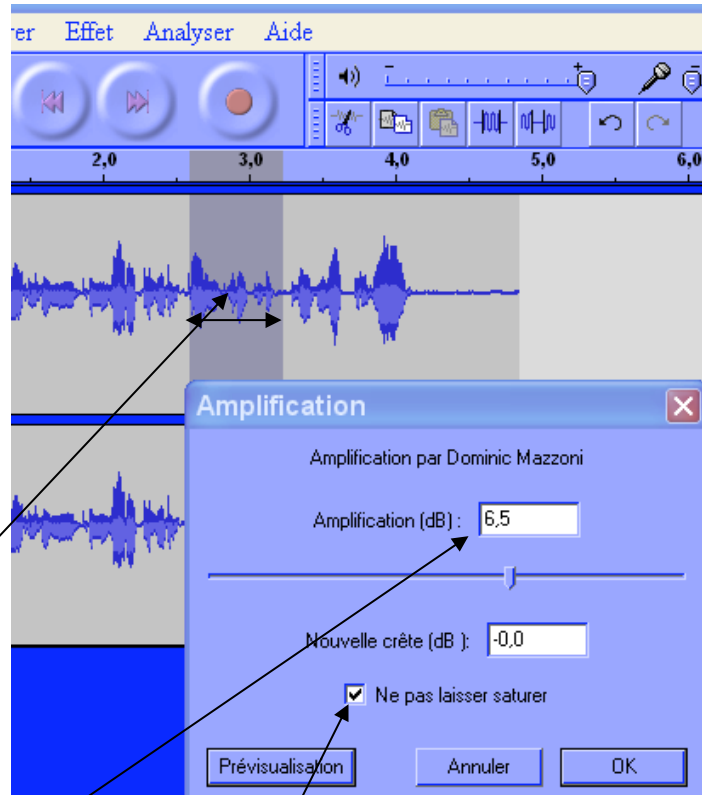 rer Effet Analyser Aide
2,0 3,0 4,0 5,0 6,0
Amplification
Amplification par Dominic Mazzoni
Amplification (dB) : 6,5
Nouvelle crête (dB ): -0,0
Ne pas laisser saturer
Prévisualisation Annuler OK